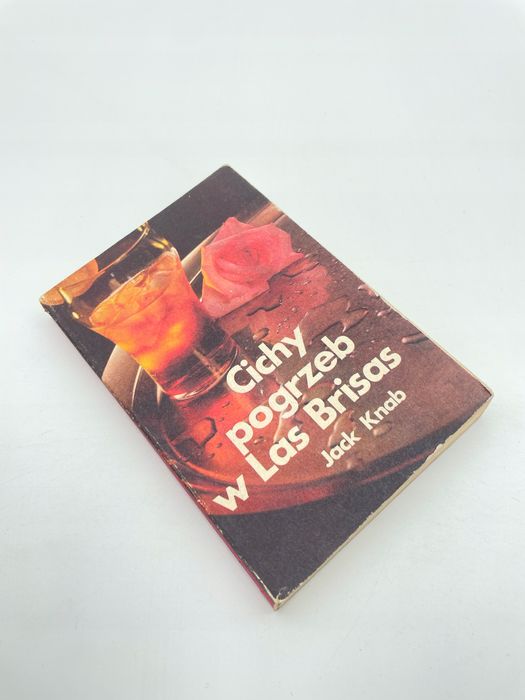 Cichy
pogrzeb
w Las Brisas
Jack Knab